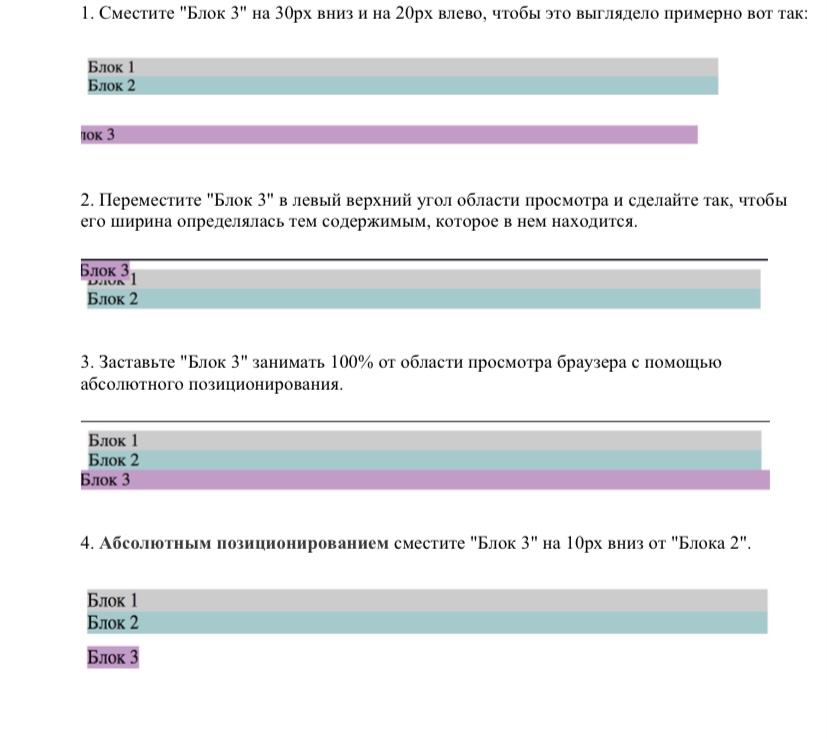 1. Сместите "Блок 3" на 30px вниз и на 20px влево, чтобы это выглядело примерно вот так:
Блок 1
Блок 2
лок 3
2. Переместите "Блок 3" в левый верхний угол области просмотра и сделайте так, чтобы
его ширина определялась тем содержимым, которое в нем находится.
Блок 3
Блок 1
Блок 2
3. Заставьте "Блок 3" занимать 100% от области просмотра браузера с помощью
абсолютного позиционирования.
Блок 1
Блок 2
Блок 3
4. Абсолютным позиционированием сместите "Блок 3" на 10px вниз от "Блока 2".
Блок 1
Блок 2
Блок 3